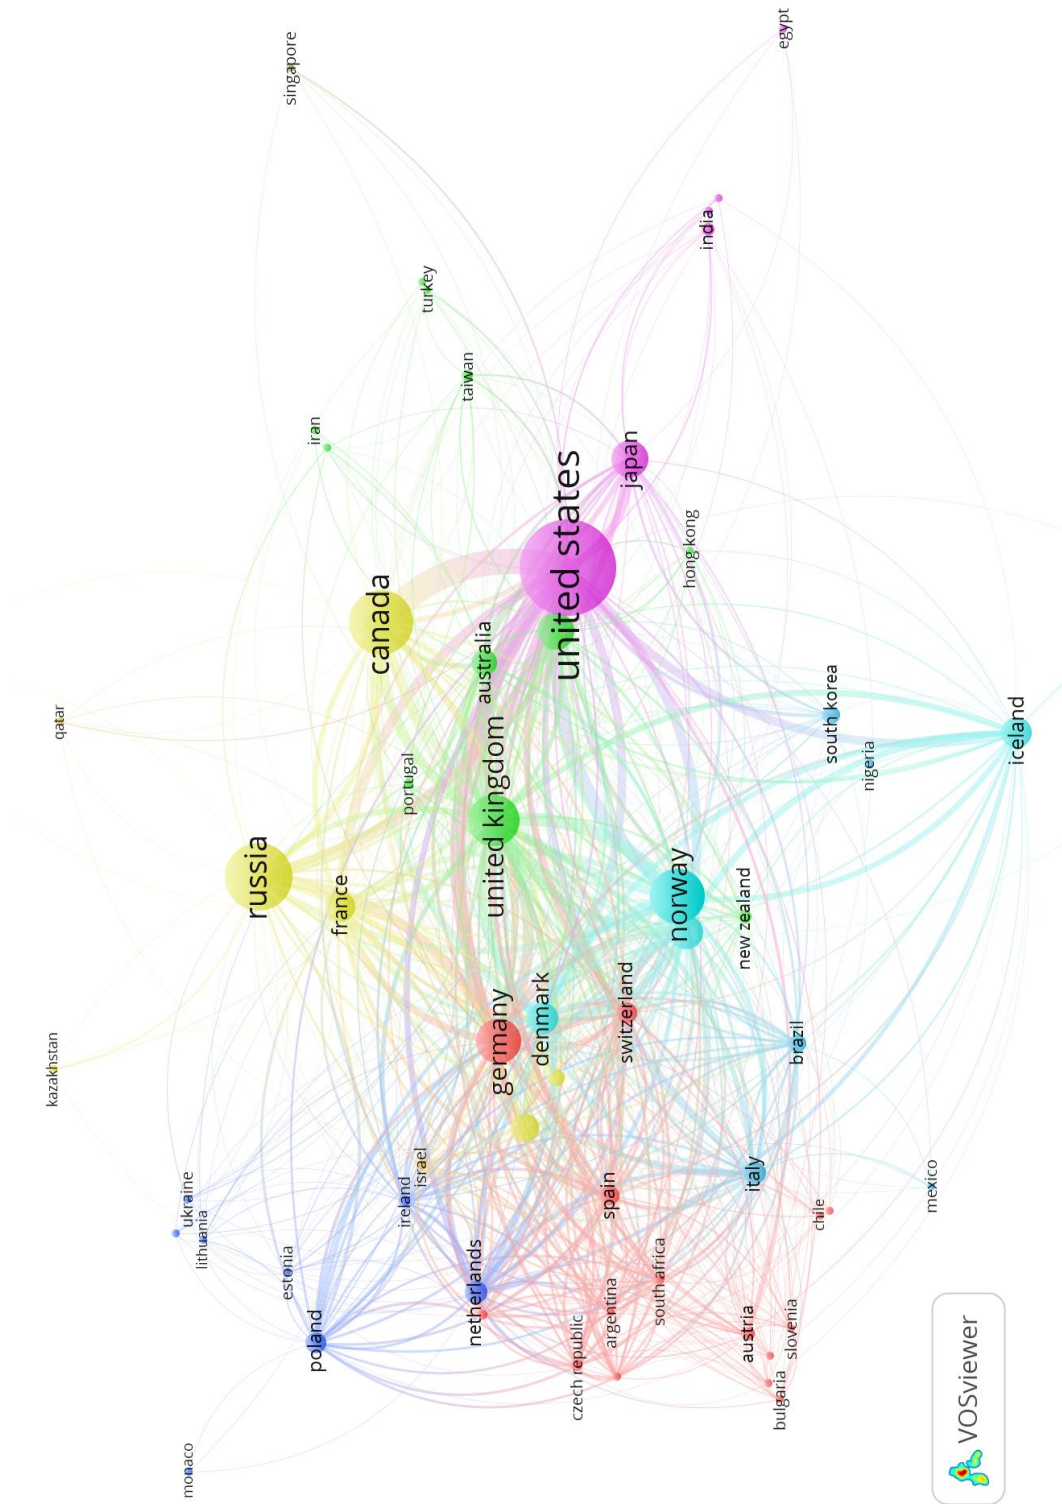 monaco
poland
estonia
lithuania
ukraine
kazakhstan
qatar
netherlands
ireland
israel
czech republic
argentina
south africa
spain
bulgaria
austria
slovenia
chile
mexico
italy
brazil
germany
denmark
switzerland
new zealand
norway
france
russia
united kingdom
portugal
australia
canada
united states
nigeria
south korea
iceland
hong kong
japan
iran
taiwan
turkey
india
singapore
egypt
VOSviewer